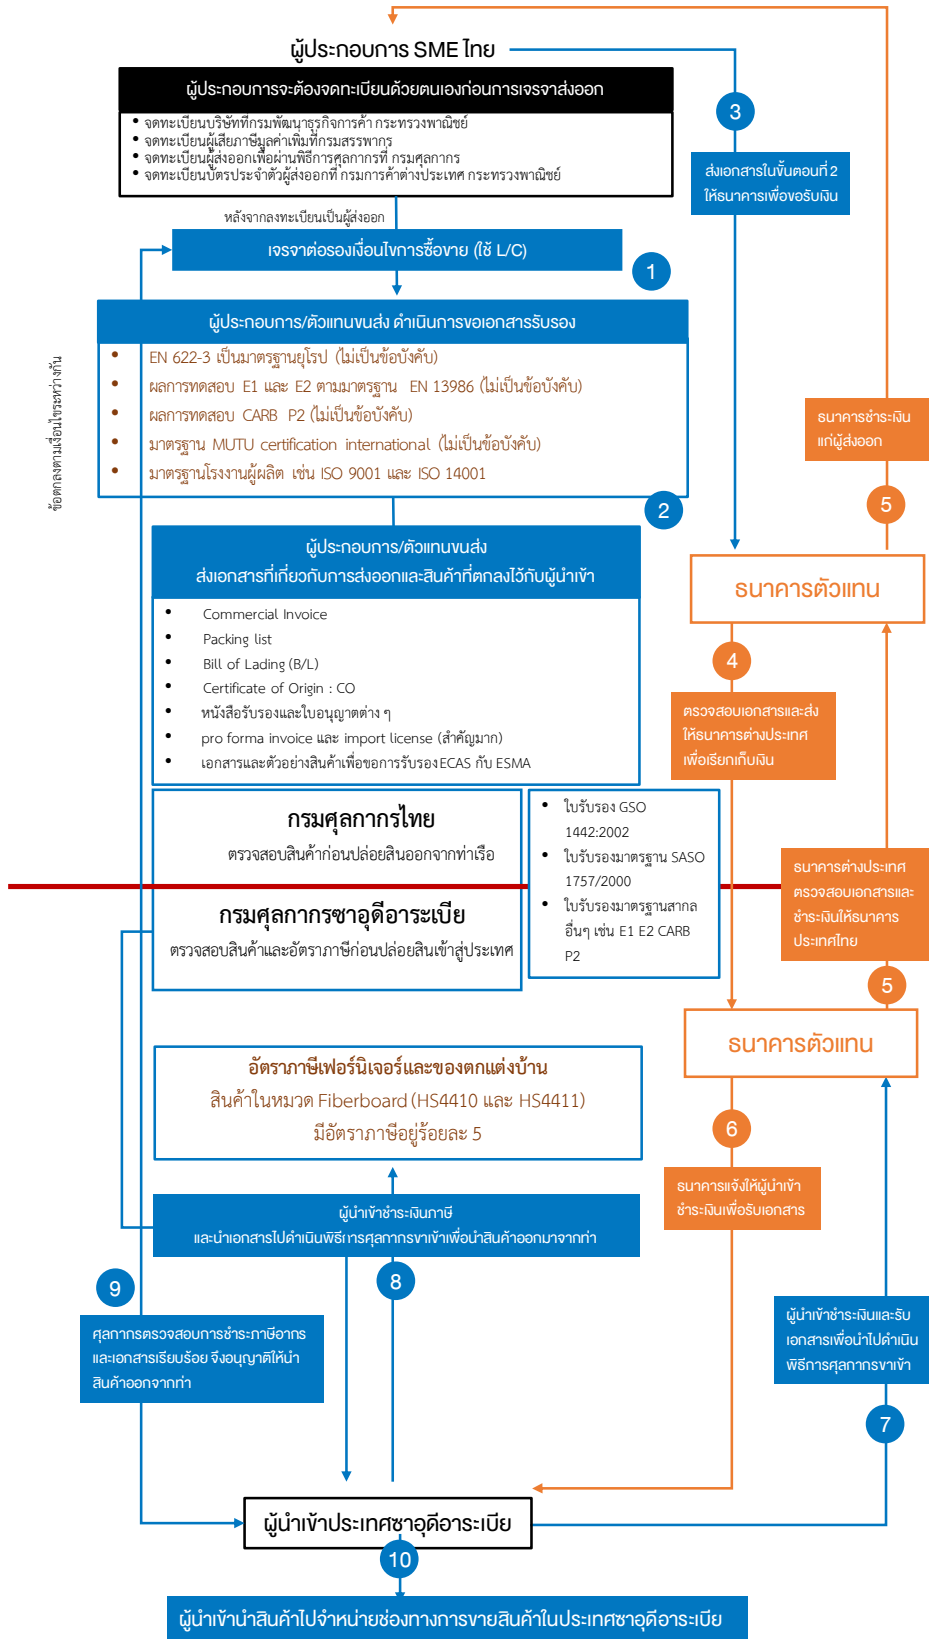 ผู้ประกอบการ SME ไทย
ผู้ประกอบการจะต้องจดทะเบียนด้วยตนเองก่อนการเจรจาส่งออก
• จดทะเบียนบริษัทที่กรมพัฒนาธุรกิจการค้า กระทรวงพาณิชย์
• จดทะเบียนผู้เสียภาษีมูลค่าเพิ่มที่กรมสรรพากร
• จดทะเบียนผู้ส่งออกเพื่อผ่านพิธีการศุลกากรที่ กรมศุลกากร
• จดทะเบียนบัตรประจำตัวผู้ส่งออกที่ กรมการค้าต่างประเทศ กระทรวงพาณิชย์
3
ส่งเอกสารในขั้นตอนที่ 2
ให้ธนาคารเพื่อขอรับเงิน
หลังจากลงทะเบียนเป็นผู้ส่งออก
เจรจาต่อรองเงื่อนไขการซื้อขาย (ใช้ L/C)
1
ผู้ประกอบการ/ตัวแทนขนส่ง ดำเนินการขอเอกสารรับรอง
• EN 622-3 เป็นมาตรฐานยุโรป (ไม่เป็นข้อบังคับ)
• ผลการทดสอบ E1 และ E2 ตามมาตรฐาน EN 13986 (ไม่เป็นข้อบังคับ)
• ผลการทดสอบ CARB P2 (ไม่เป็นข้อบังคับ)
• มาตรฐาน MUTU certification international (ไม่เป็นข้อบังคับ)
• มาตรฐานโรงงานผู้ผลิต เช่น ISO 9001 และ ISO 14001
ข้อตกลงตามเงื่อนไขระหว่างกัน
2
ธนาคารชำระเงิน
แก่ผู้ส่งออก
5
ผู้ประกอบการ/ตัวแทนขนส่ง
ส่งเอกสารที่เกี่ยวกับการส่งออกและสินค้าที่ตกลงไว้กับผู้นำเข้า
• Commercial Invoice
• Packing list
• Bill of Lading (B/L)
• Certificate of Origin : CO
• หนังสือรับรองและใบอนุญาตต่าง ๆ
• pro forma invoice และ import license (สำคัญมาก)
• เอกสารและตัวอย่างสินค้าเพื่อขอการรับรอง ECAS กับ ESMA
ธนาคารตัวแทน
4
ตรวจสอบเอกสารและส่ง
ให้ธนาคารต่างประเทศ
เพื่อเรียกเก็บเงิน
กรมศุลกากรไทย
ตรวจสอบสินค้าก่อนปล่อยสินออกจากท่าเรือ
กรมศุลกากรซาอุดีอาระเบีย
ตรวจสอบสินค้าและอัตราภาษีก่อนปล่อยสินเข้าสู่ประเทศ
• ใบรับรอง GSO
1442:2002
• ใบรับรองมาตรฐาน SASO
1757/2000
• ใบรับรองมาตรฐานสากล
อื่นๆ เช่น E1 E2 CARB
P2
ธนาคารต่างประเทศ
ตรวจสอบเอกสารและ
ชำระเงินให้ธนาคาร
ประเทศไทย
5
ธนาคารตัวแทน
อัตราภาษีเฟอร์นิเจอร์และของตกแต่งบ้าน
สินค้าในหมวด Fiberboard (HS4410 และ HS4411)
มีอัตราภาษีอยู่ร้อยละ 5
6
ธนาคารแจ้งให้ผู้นำเข้า
ชำระเงินเพื่อรับเอกสาร
ผู้นำเข้าชำระเงินภาษี
และนำเอกสารไปดำเนินพิธีการศุลกากรขาเข้าเพื่อนำสินค้าออกมาจากท่า
8
9
ศุลกากรตรวจสอบการชำระภาษีอากร
และเอกสารเรียบร้อย จึงอนุญาติให้นำ
สินค้าออกจากท่า
ผู้นำเข้าชำระเงินและรับ
เอกสารเพื่อนำไปดำเนิน
พิธีการศุลกากรขาเข้า
7
ผู้นำเข้าประเทศซาอุดีอาระเบีย
10
ผู้นำเข้านำสินค้าไปจำหน่ายช่องทางการขายสินค้าในประเทศซาอุดีอาระเบีย